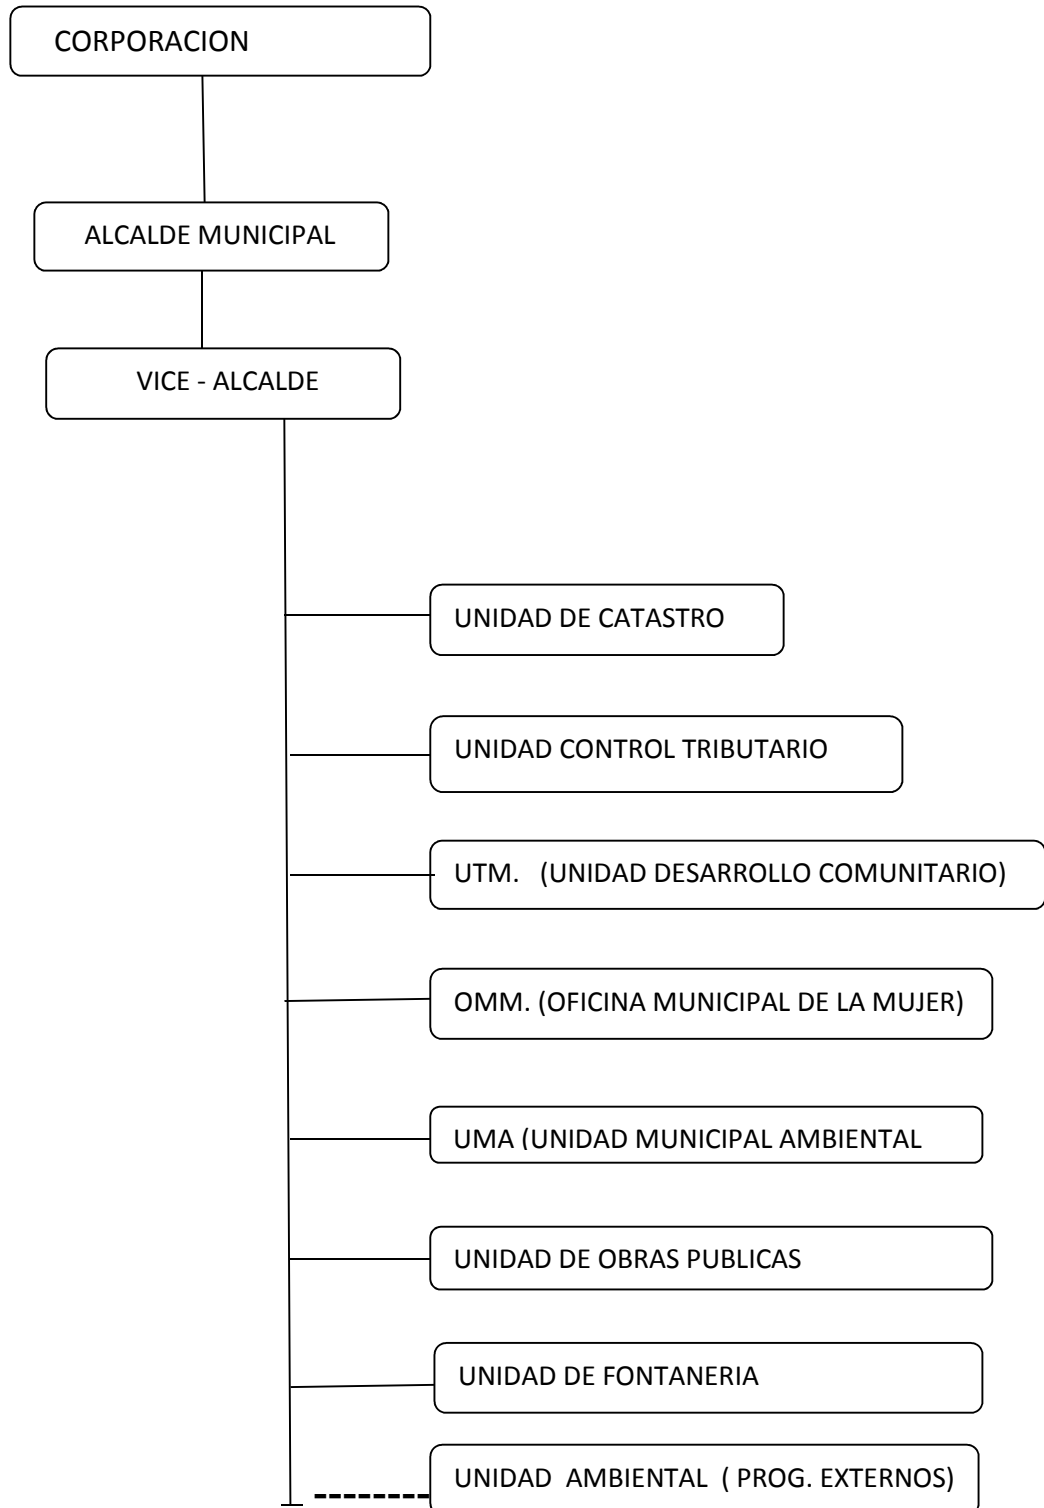 CORPORACION
ALCALDE MUNICIPAL
VICE - ALCALDE
UNIDAD DE CATASTRO
UNIDAD CONTROL TRIBUTARIO
UTM. (UNIDAD DESARROLLO COMUNITARIO)
OMM. (OFICINA MUNICIPAL DE LA MUJER)
UMA (UNIDAD MUNICIPAL AMBIENTAL
UNIDAD DE OBRAS PUBLICAS
UNIDAD DE FONTANERIA
UNIDAD AMBIENTAL ( PROG. EXTERNOS)